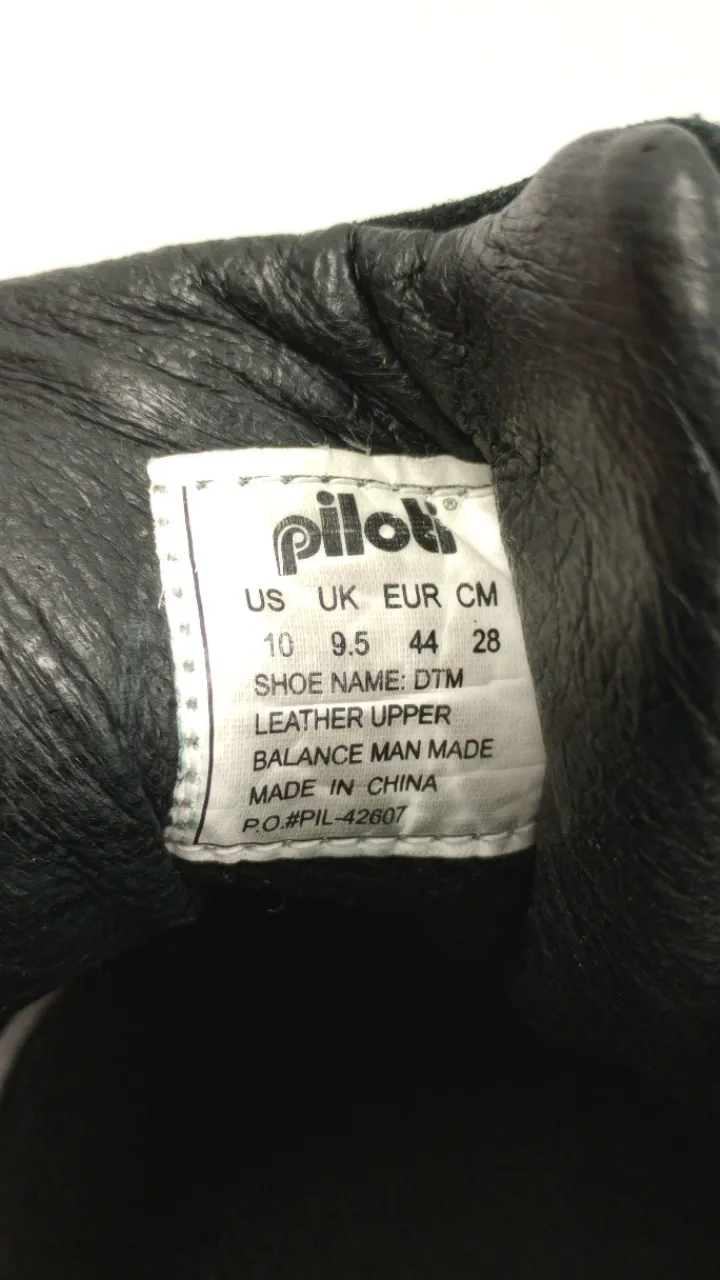 piloti®
US UK EUR CM
10 9.5 44 28
SHOE NAME: DTM
LEATHER UPPER
BALANCE MAN MADE
MADE IN CHINA
P.O.#PIL-42607